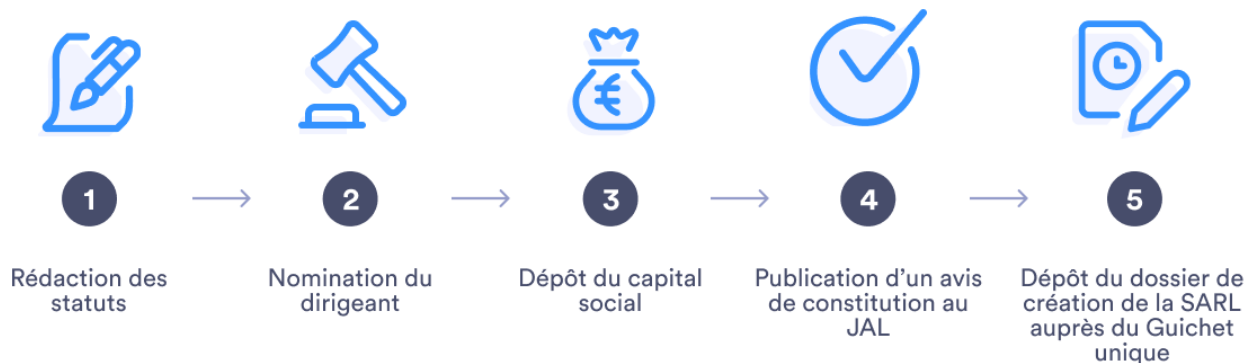 1
2
3
4
5
Rédaction des
statuts
Nomination du
dirigeant
Dépôt du capital
social
Publication d'un avis
de constitution au
JAL
Dépôt du dossier de
création de la SARL
auprès du Guichet
unique